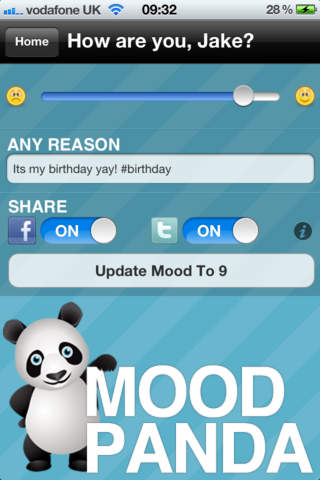 vodafone UK 09:32 28 %
Home How are you, Jake?
ANY REASON
Its my birthday yay! #birthday
SHARE
f ON t ON i
Update Mood To 9
MOOD
PANDA